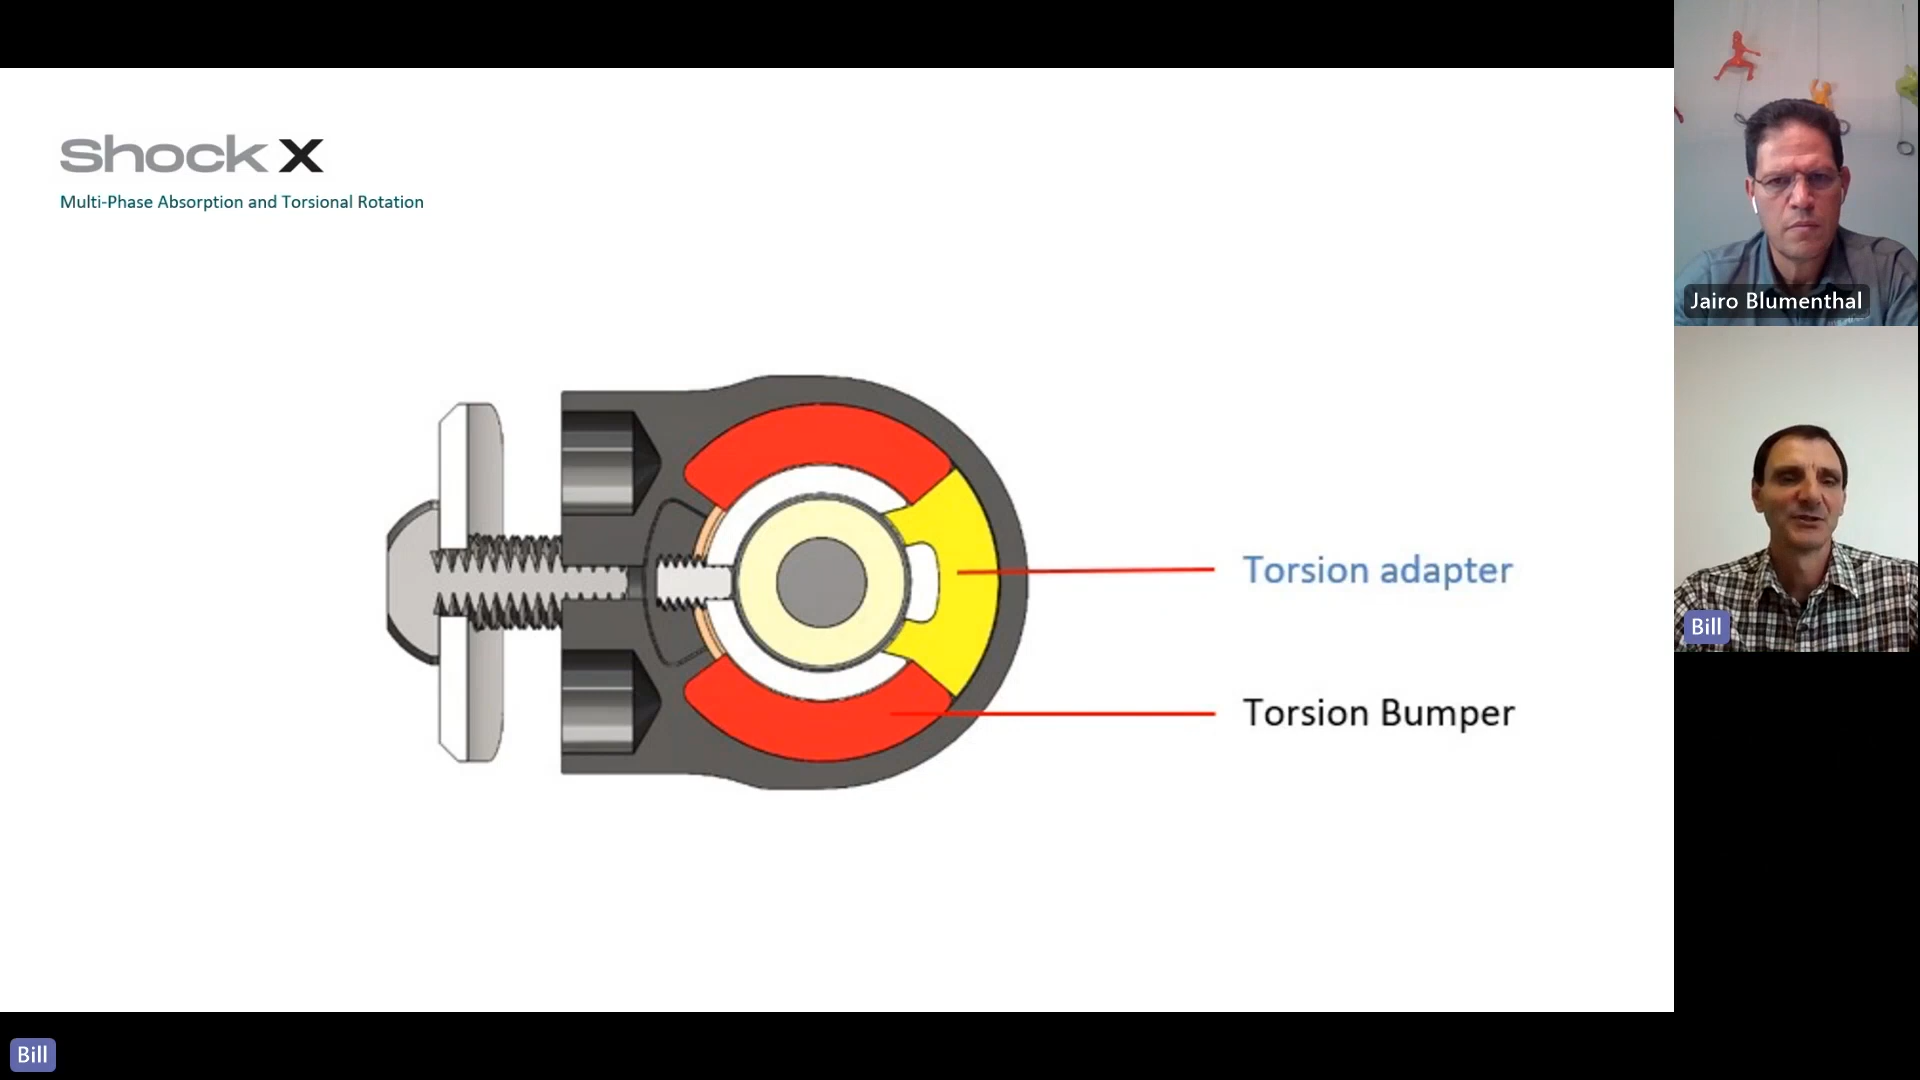 Shock X
Multi-Phase Absorption and Torsional Rotation
Torsion adapter
Torsion Bumper
Jairo Blumenthal
Bill
Bill